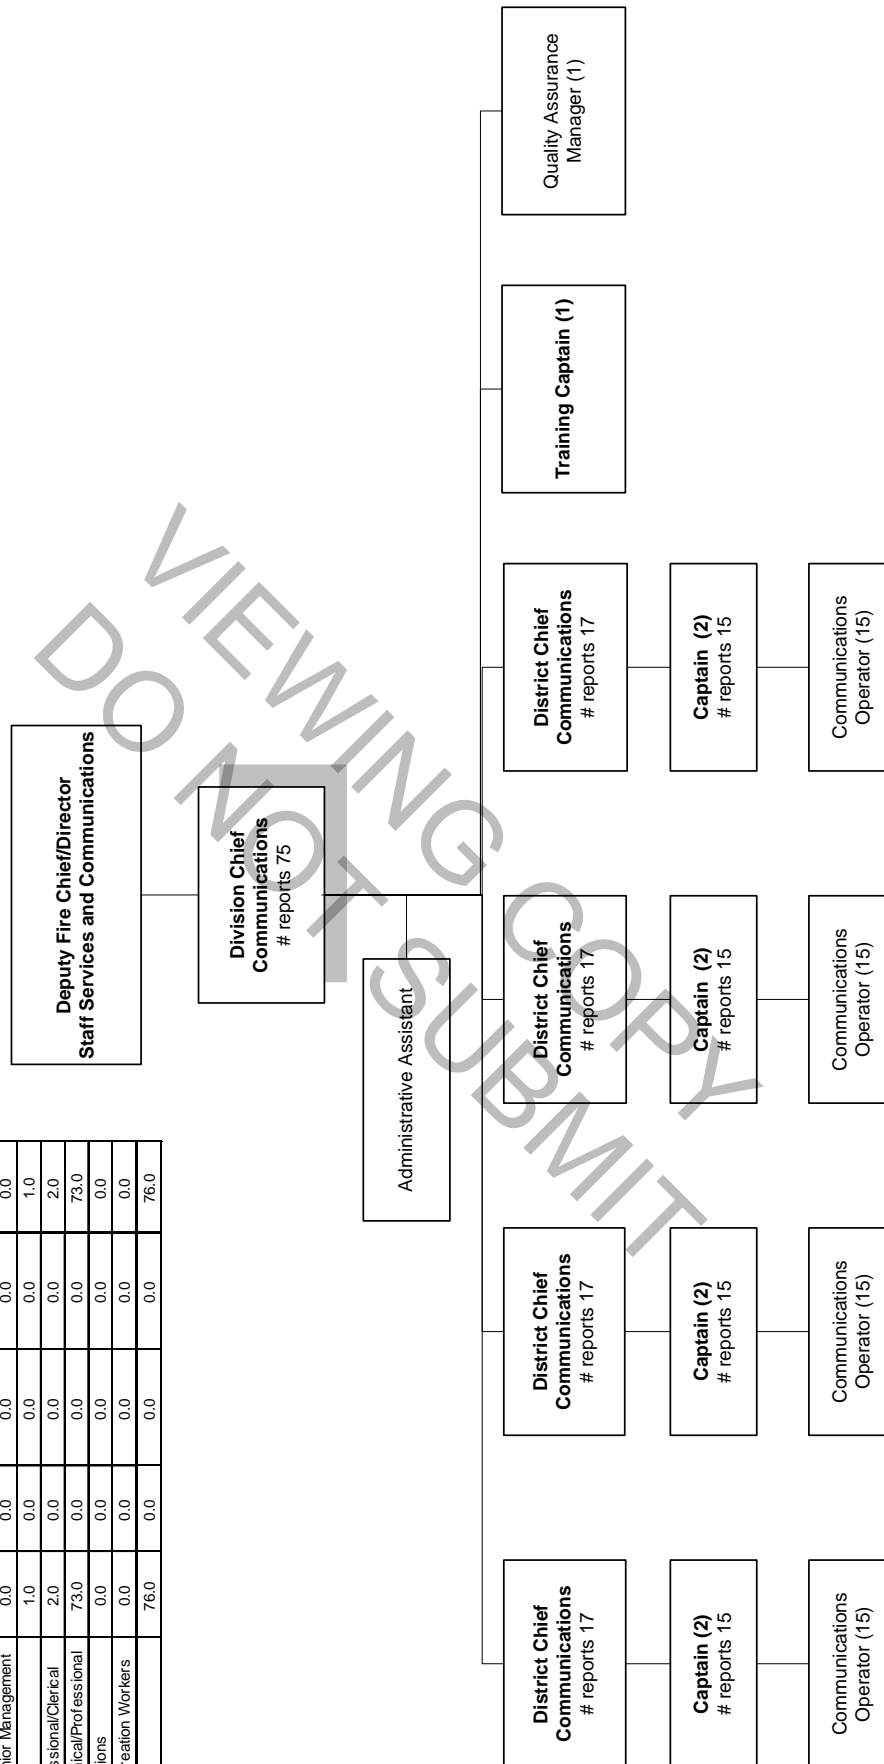 Deputy Fire Chief/Director
Staff Services and Communications
Division Chief
Communications
# reports 75
Administrative Assistant
District Chief
Communications
# reports 17
District Chief
Communications
# reports 17
District Chief
Communications
# reports 17
District Chief
Communications
# reports 17
Training Captain (1)
Quality Assurance
Manager (1)
Captain (2)
# reports 15
Captain (2)
# reports 15
Captain (2)
# reports 15
Captain (2)
# reports 15
Communications
Operator (15)
Communications
Operator (15)
Communications
Operator (15)
Communications
Operator (15)
Management 0.0 0.0 0.0 0.0 0.0
1.0 0.0 0.0 0.0 1.0
ssional/Clerical 2.0 0.0 0.0 0.0 2.0
ical/Professional 73.0 0.0 0.0 0.0 73.0
ions 0.0 0.0 0.0 0.0 0.0
reation Workers 0.0 0.0 0.0 0.0 0.0
76.0 0.0 0.0 0.0 76.0
VIEWING COPY
DO NOT SUBMIT